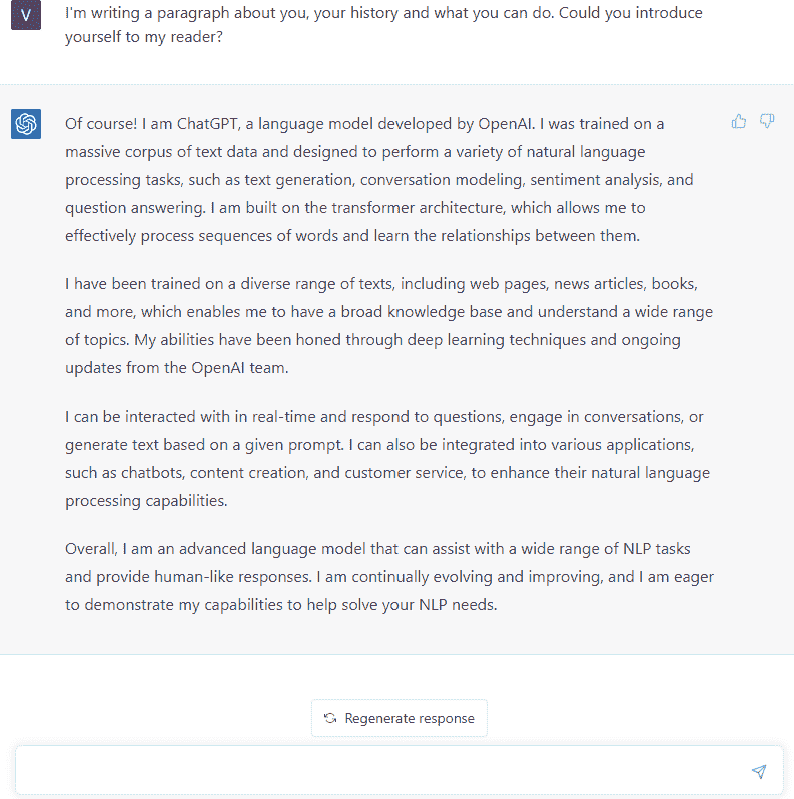 V
I'm writing a paragraph about you, your history and what you can do. Could you introduce
yourself to my reader?
Of course! I am ChatGPT, a language model developed by OpenAI. I was trained on a
massive corpus of text data and designed to perform a variety of natural language
processing tasks, such as text generation, conversation modeling, sentiment analysis, and
question answering. I am built on the transformer architecture, which allows me to
effectively process sequences of words and learn the relationships between them.
I have been trained on a diverse range of texts, including web pages, news articles, books,
and more, which enables me to have a broad knowledge base and understand a wide range
of topics. My abilities have been honed through deep learning techniques and ongoing
updates from the OpenAI team.
I can be interacted with in real-time and respond to questions, engage in conversations, or
generate text based on a given prompt. I can also be integrated into various applications,
such as chatbots, content creation, and customer service, to enhance their natural language
processing capabilities.
Overall, I am an advanced language model that can assist with a wide range of NLP tasks
and provide human-like responses. I am continually evolving and improving, and I am eager
to demonstrate my capabilities to help solve your NLP needs.
Regenerate response